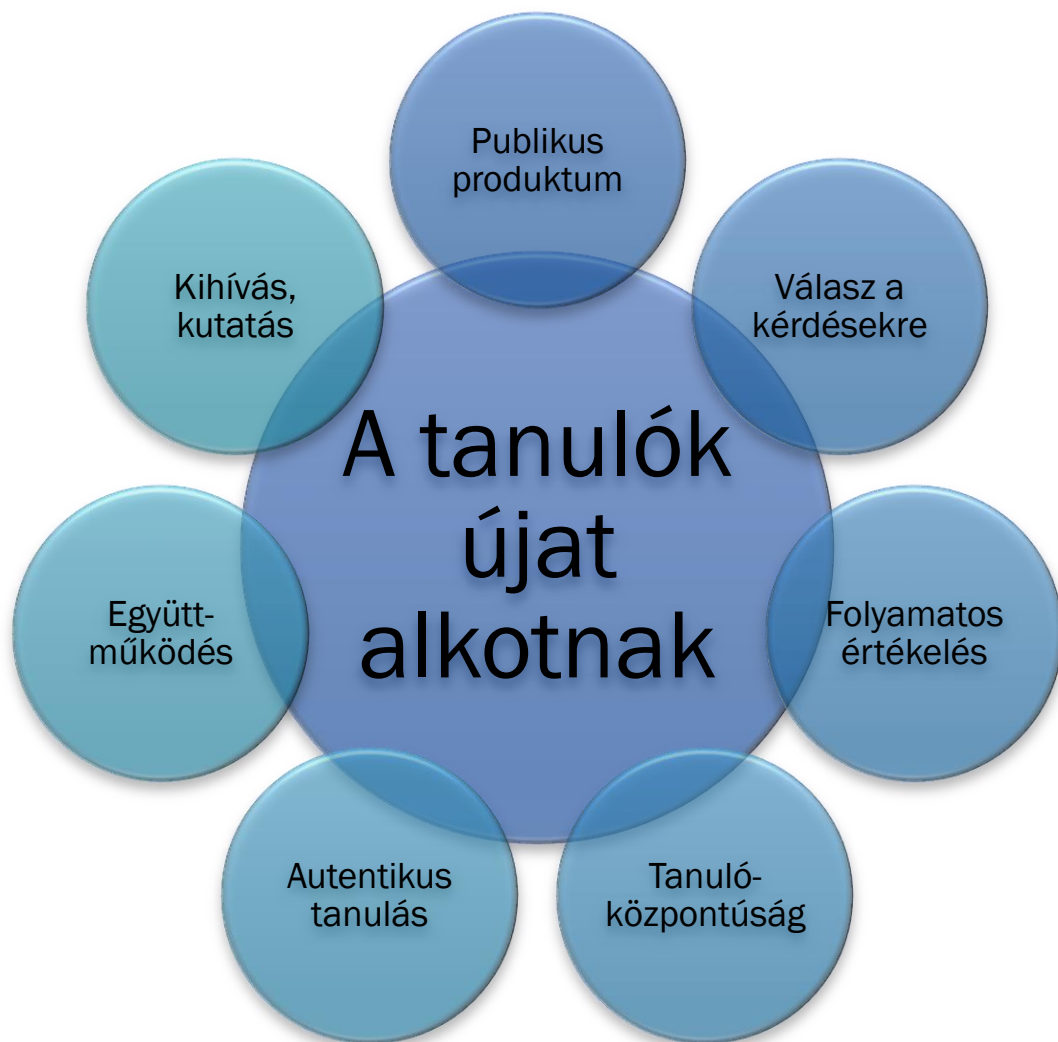 Publikus
produktum
Válasz a
kérdésekre
Folyamatos
értékelés
Tanuló-
központúság
Autentikus
tanulás
Együtt-
működés
Kihívás,
kutatás
A tanulók
újat
alkotnak